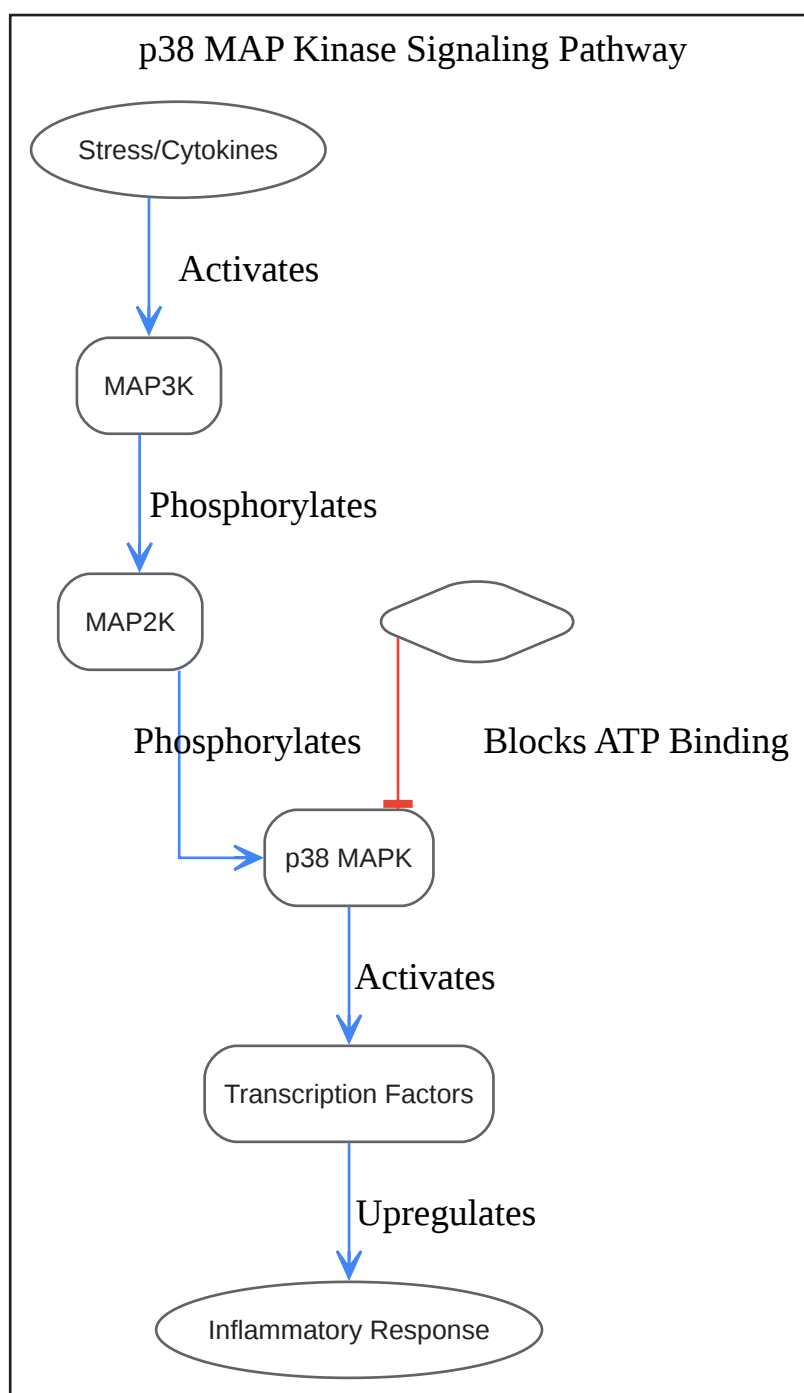 p38 MAP Kinase Signaling Pathway
Stress/Cytokines
Activates
MAP3K
Phosphorylates
MAP2K
Phosphorylates
Blocks ATP Binding
p38 MAPK
Activates
Transcription Factors
Upregulates
Inflammatory Response